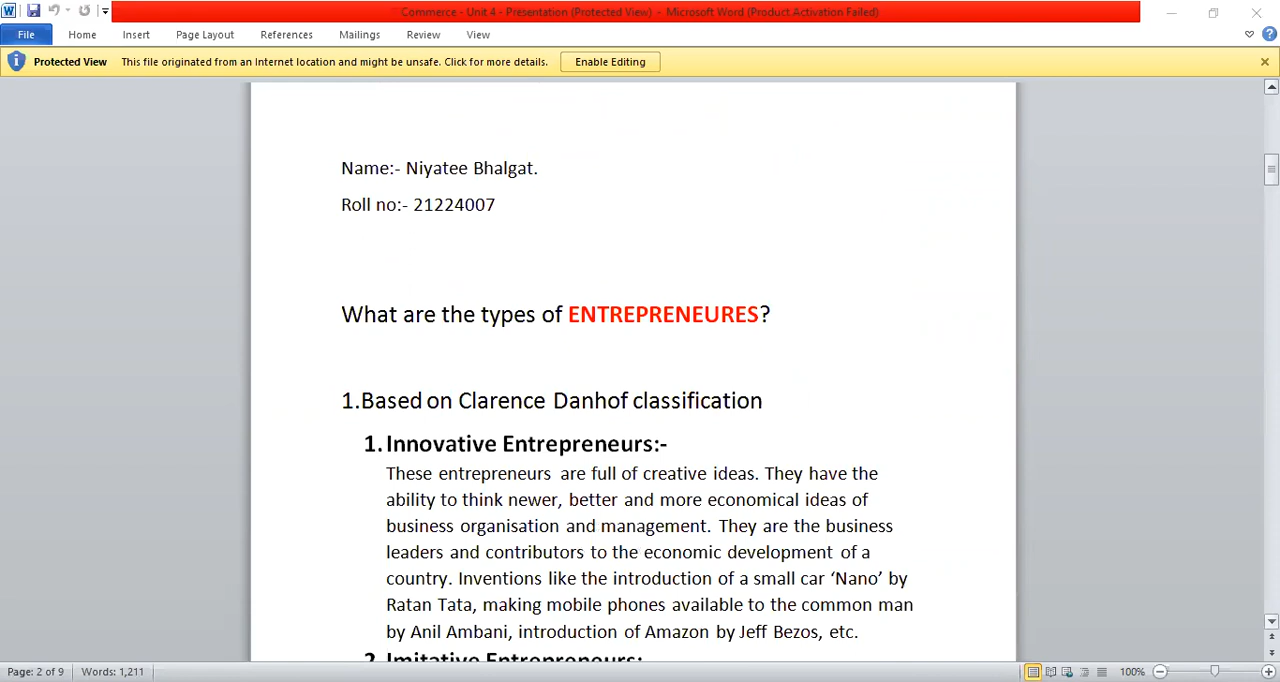 Commerce - Unit 4 - Presentation (Protected View) - Microsoft Word (Product Activation Failed)
File Home Insert Page Layout References Mailings Review View
Protected View This file originated from an Internet location and might be unsafe. Click for more details. Enable Editing
Name:- Niyatee Bhalgat.
Roll no:- 21224007
What are the types of ENTREPRENEURES?
1.Based on Clarence Danhof classification
1. Innovative Entrepreneurs:-
These entrepreneurs are full of creative ideas. They have the
ability to think newer, better and more economical ideas of
business organisation and management. They are the business
leaders and contributors to the economic development of a
country. Inventions like the introduction of a small car ‘Nano’ by
Ratan Tata, making mobile phones available to the common man
by Anil Ambani, introduction of Amazon by Jeff Bezos, etc.
2. Imitative Entrepreneurs:-
Page: 2 of 9 Words: 1,211 100%